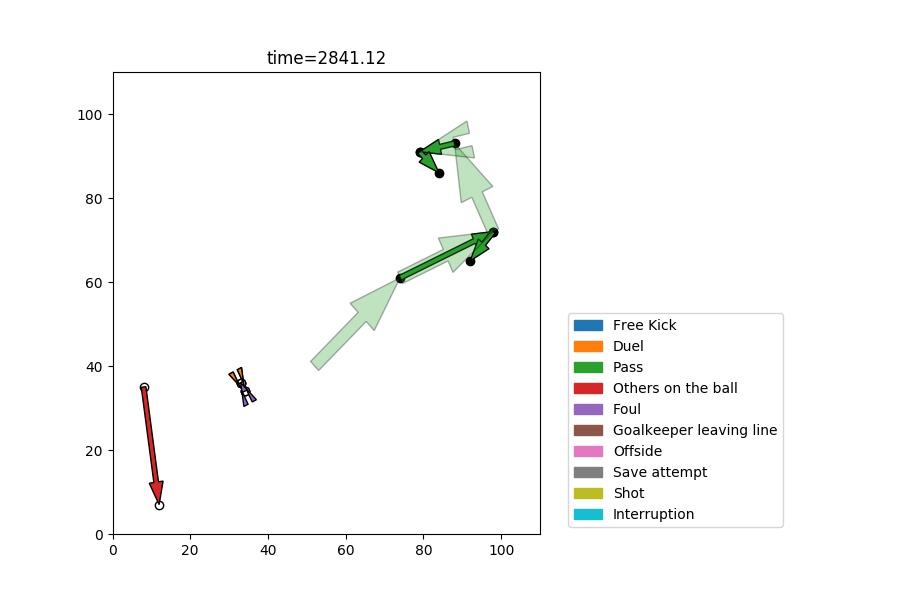 time=2841.12
100
80
60
40
20
0
0 20 40 60 80 100
Free Kick
Duel
Pass
Others on the ball
Foul
Goalkeeper leaving line
Offside
Save attempt
Shot
Interruption